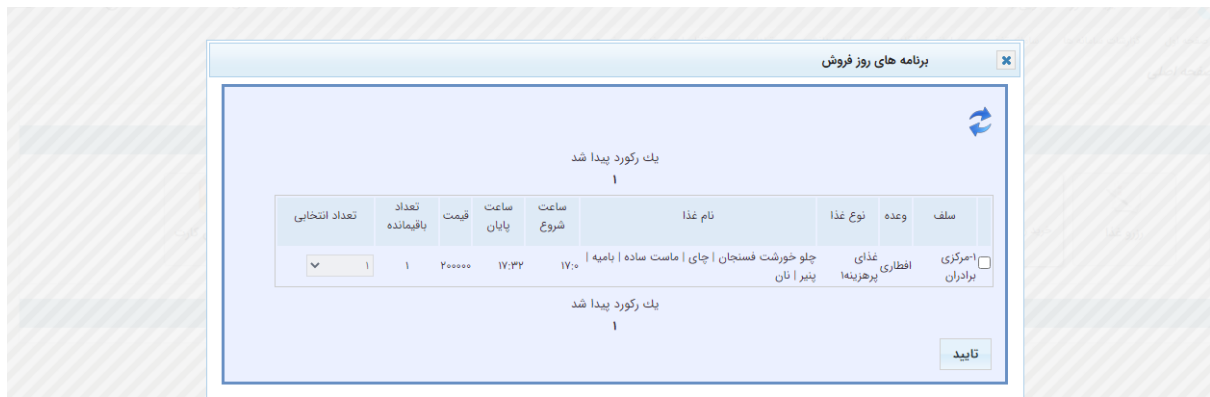 برنامه های روز فروش
يك ركورد پيدا شد
۱
سلف وعده نوع غذا نام غذا ساعت شروع ساعت پایان قیمت تعداد باقیمانده تعداد انتخابی
۱-مرکزی برادران افطاری غذای پرهزینه۱ چلو خورشت فسنجان | چای | ماست ساده | بامیه | پنیر | نان ۱۷:۰ ۱۷:۳۲ ۲۰۰۰۰۰ ۱ ۱
يك ركورد پيدا شد
۱
تایید